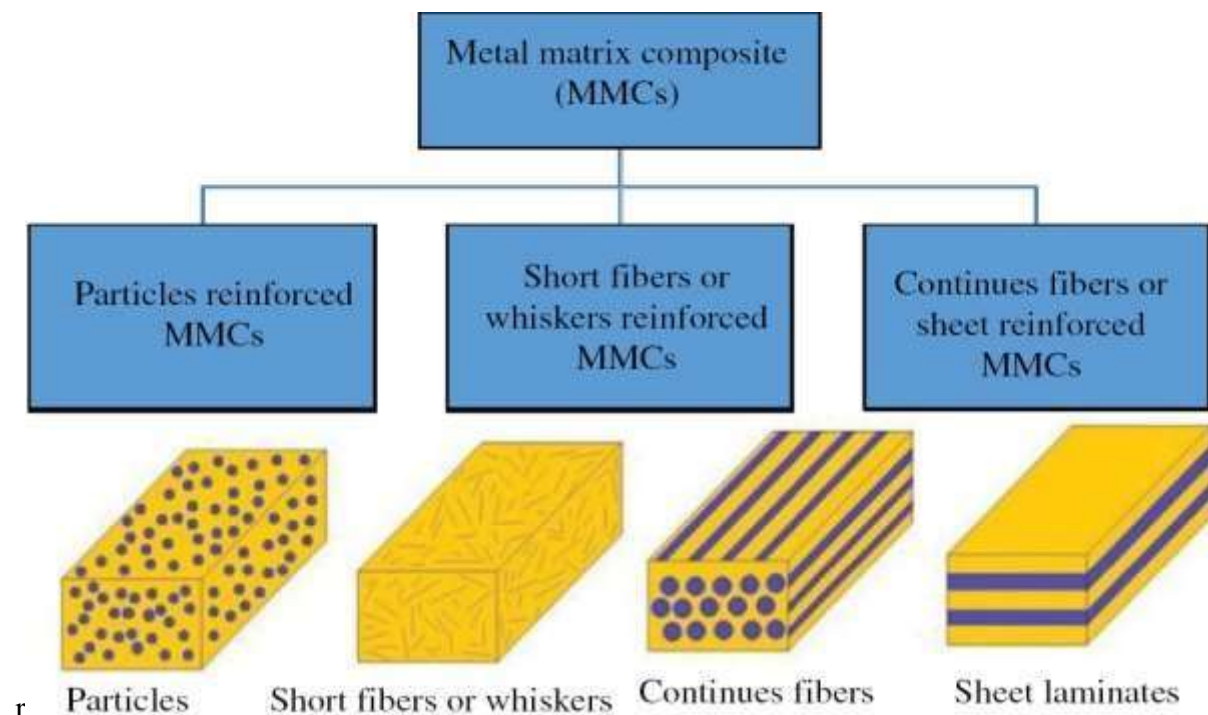 Metal matrix composite
(MMCs)
Particles reinforced
MMCs
Short fibers or
whiskers reinforced
MMCs
Continues fibers or
sheet reinforced
MMCs
r
Particles
Short fibers or whiskers
Continues fibers
Sheet laminates